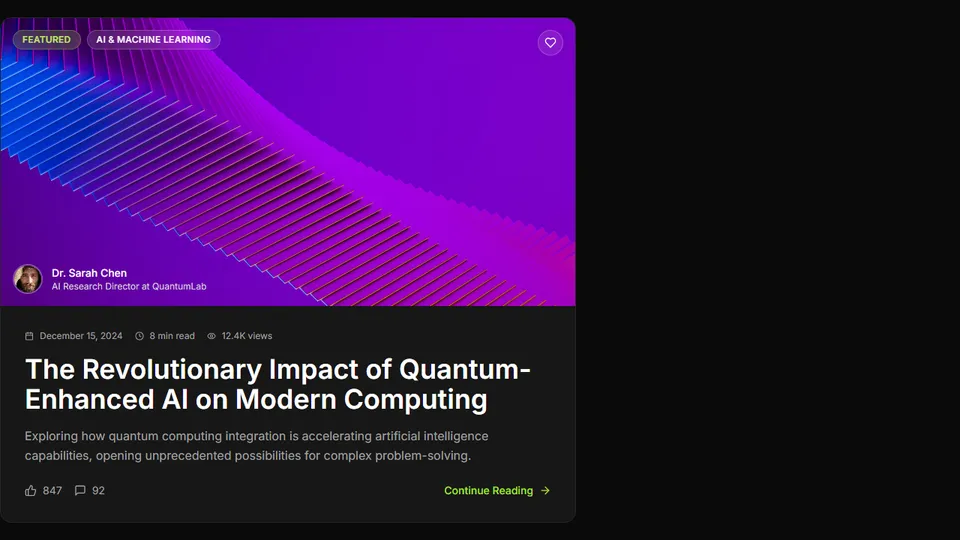 FEATURED
AI & MACHINE LEARNING
Dr. Sarah Chen
AI Research Director at QuantumLab
December 15, 2024
8 min read
12.4K views
The Revolutionary Impact of Quantum-
Enhanced AI on Modern Computing
Exploring how quantum computing integration is accelerating artificial intelligence
capabilities, opening unprecedented possibilities for complex problem-solving.
847
92
Continue Reading